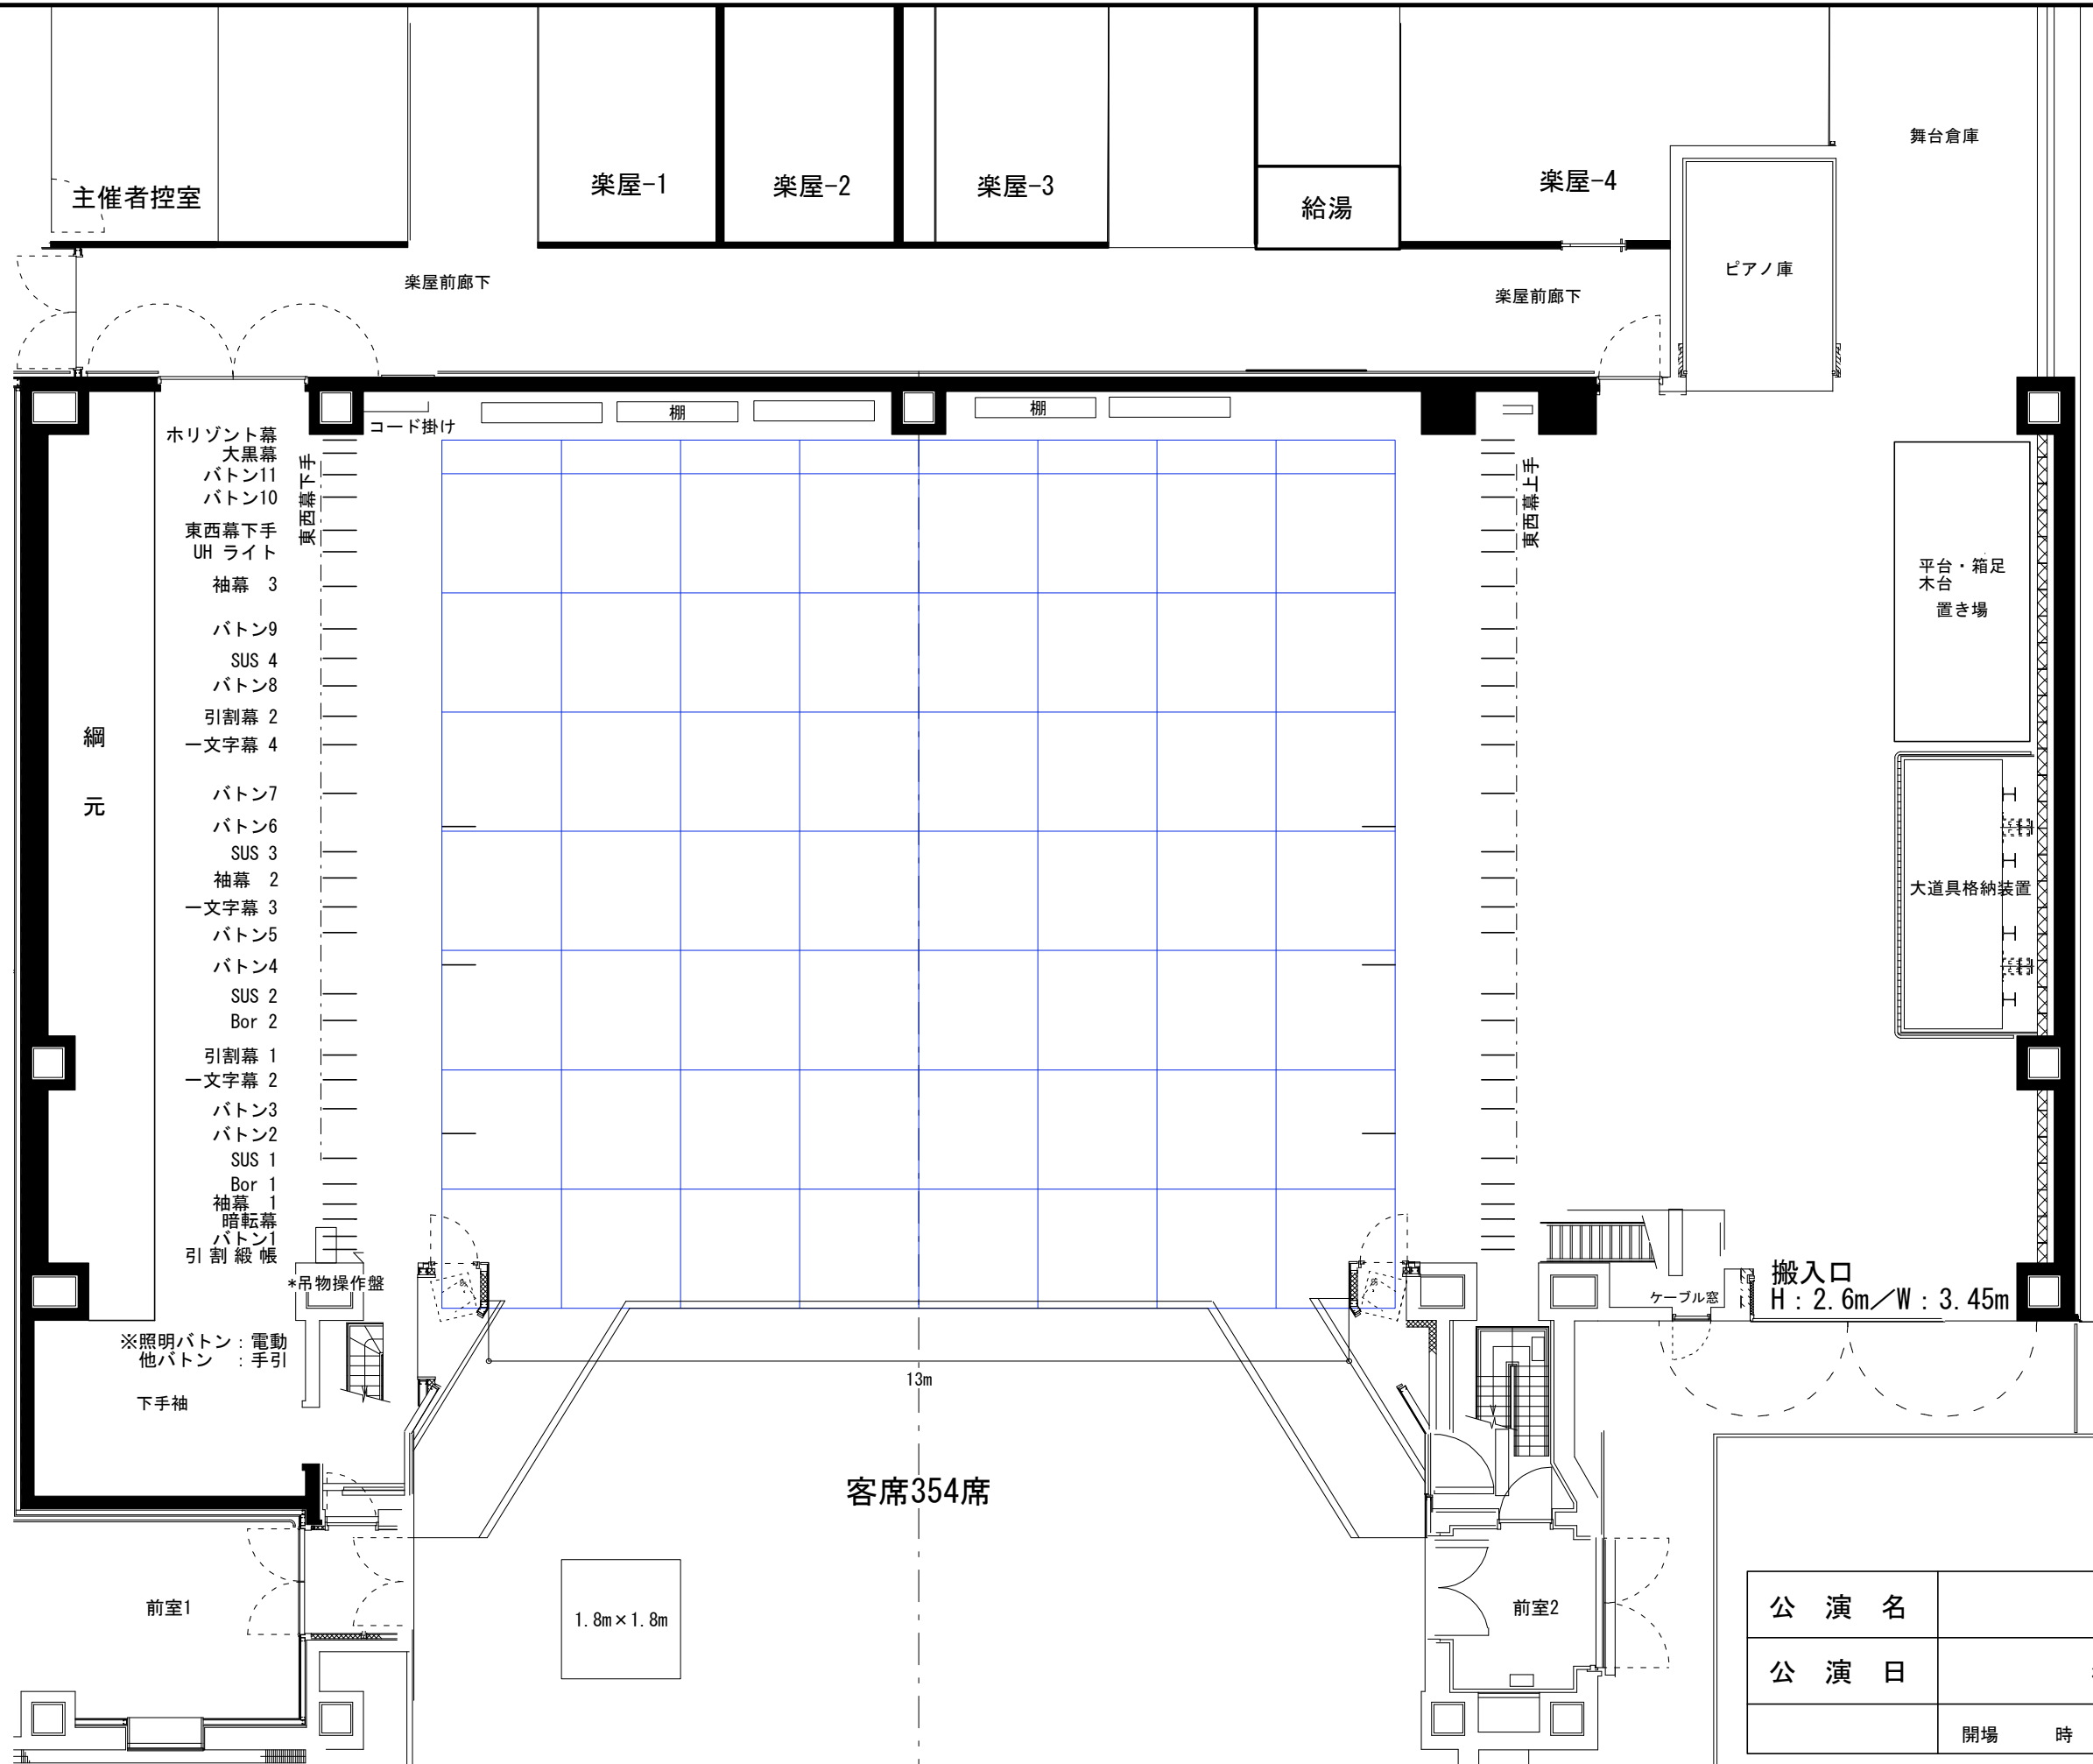 舞台倉庫
主催者控室
楽屋-1
楽屋-2
楽屋-3
給湯
楽屋-4
ピアノ庫
楽屋前廊下
楽屋前廊下
棚
棚
コード掛け
ホリゾント幕
大黒幕
バトン11
バトン10
東西幕下手
UH ライト
袖幕 3
バトン9
SUS 4
バトン8
引割幕 2
一文字幕 4
バトン7
バトン6
SUS 3
袖幕 2
一文字幕 3
バトン5
バトン4
SUS 2
Bor 2
引割幕 1
一文字幕 2
バトン3
バトン2
SUS 1
Bor 1
袖幕 1
暗転幕
バトン1
引割緞帳
東西幕下手
東西幕上手
綱元
平台・箱足
木台
置き場
大道具格納装置
*吊物操作盤
※照明バトン：電動
他バトン ：手引
下手袖
ケーブル窓
搬入口
H：2.6m／W：3.45m
13m
客席354席
1.8m×1.8m
前室1
前室2
公 演 名
公 演 日
開場 時